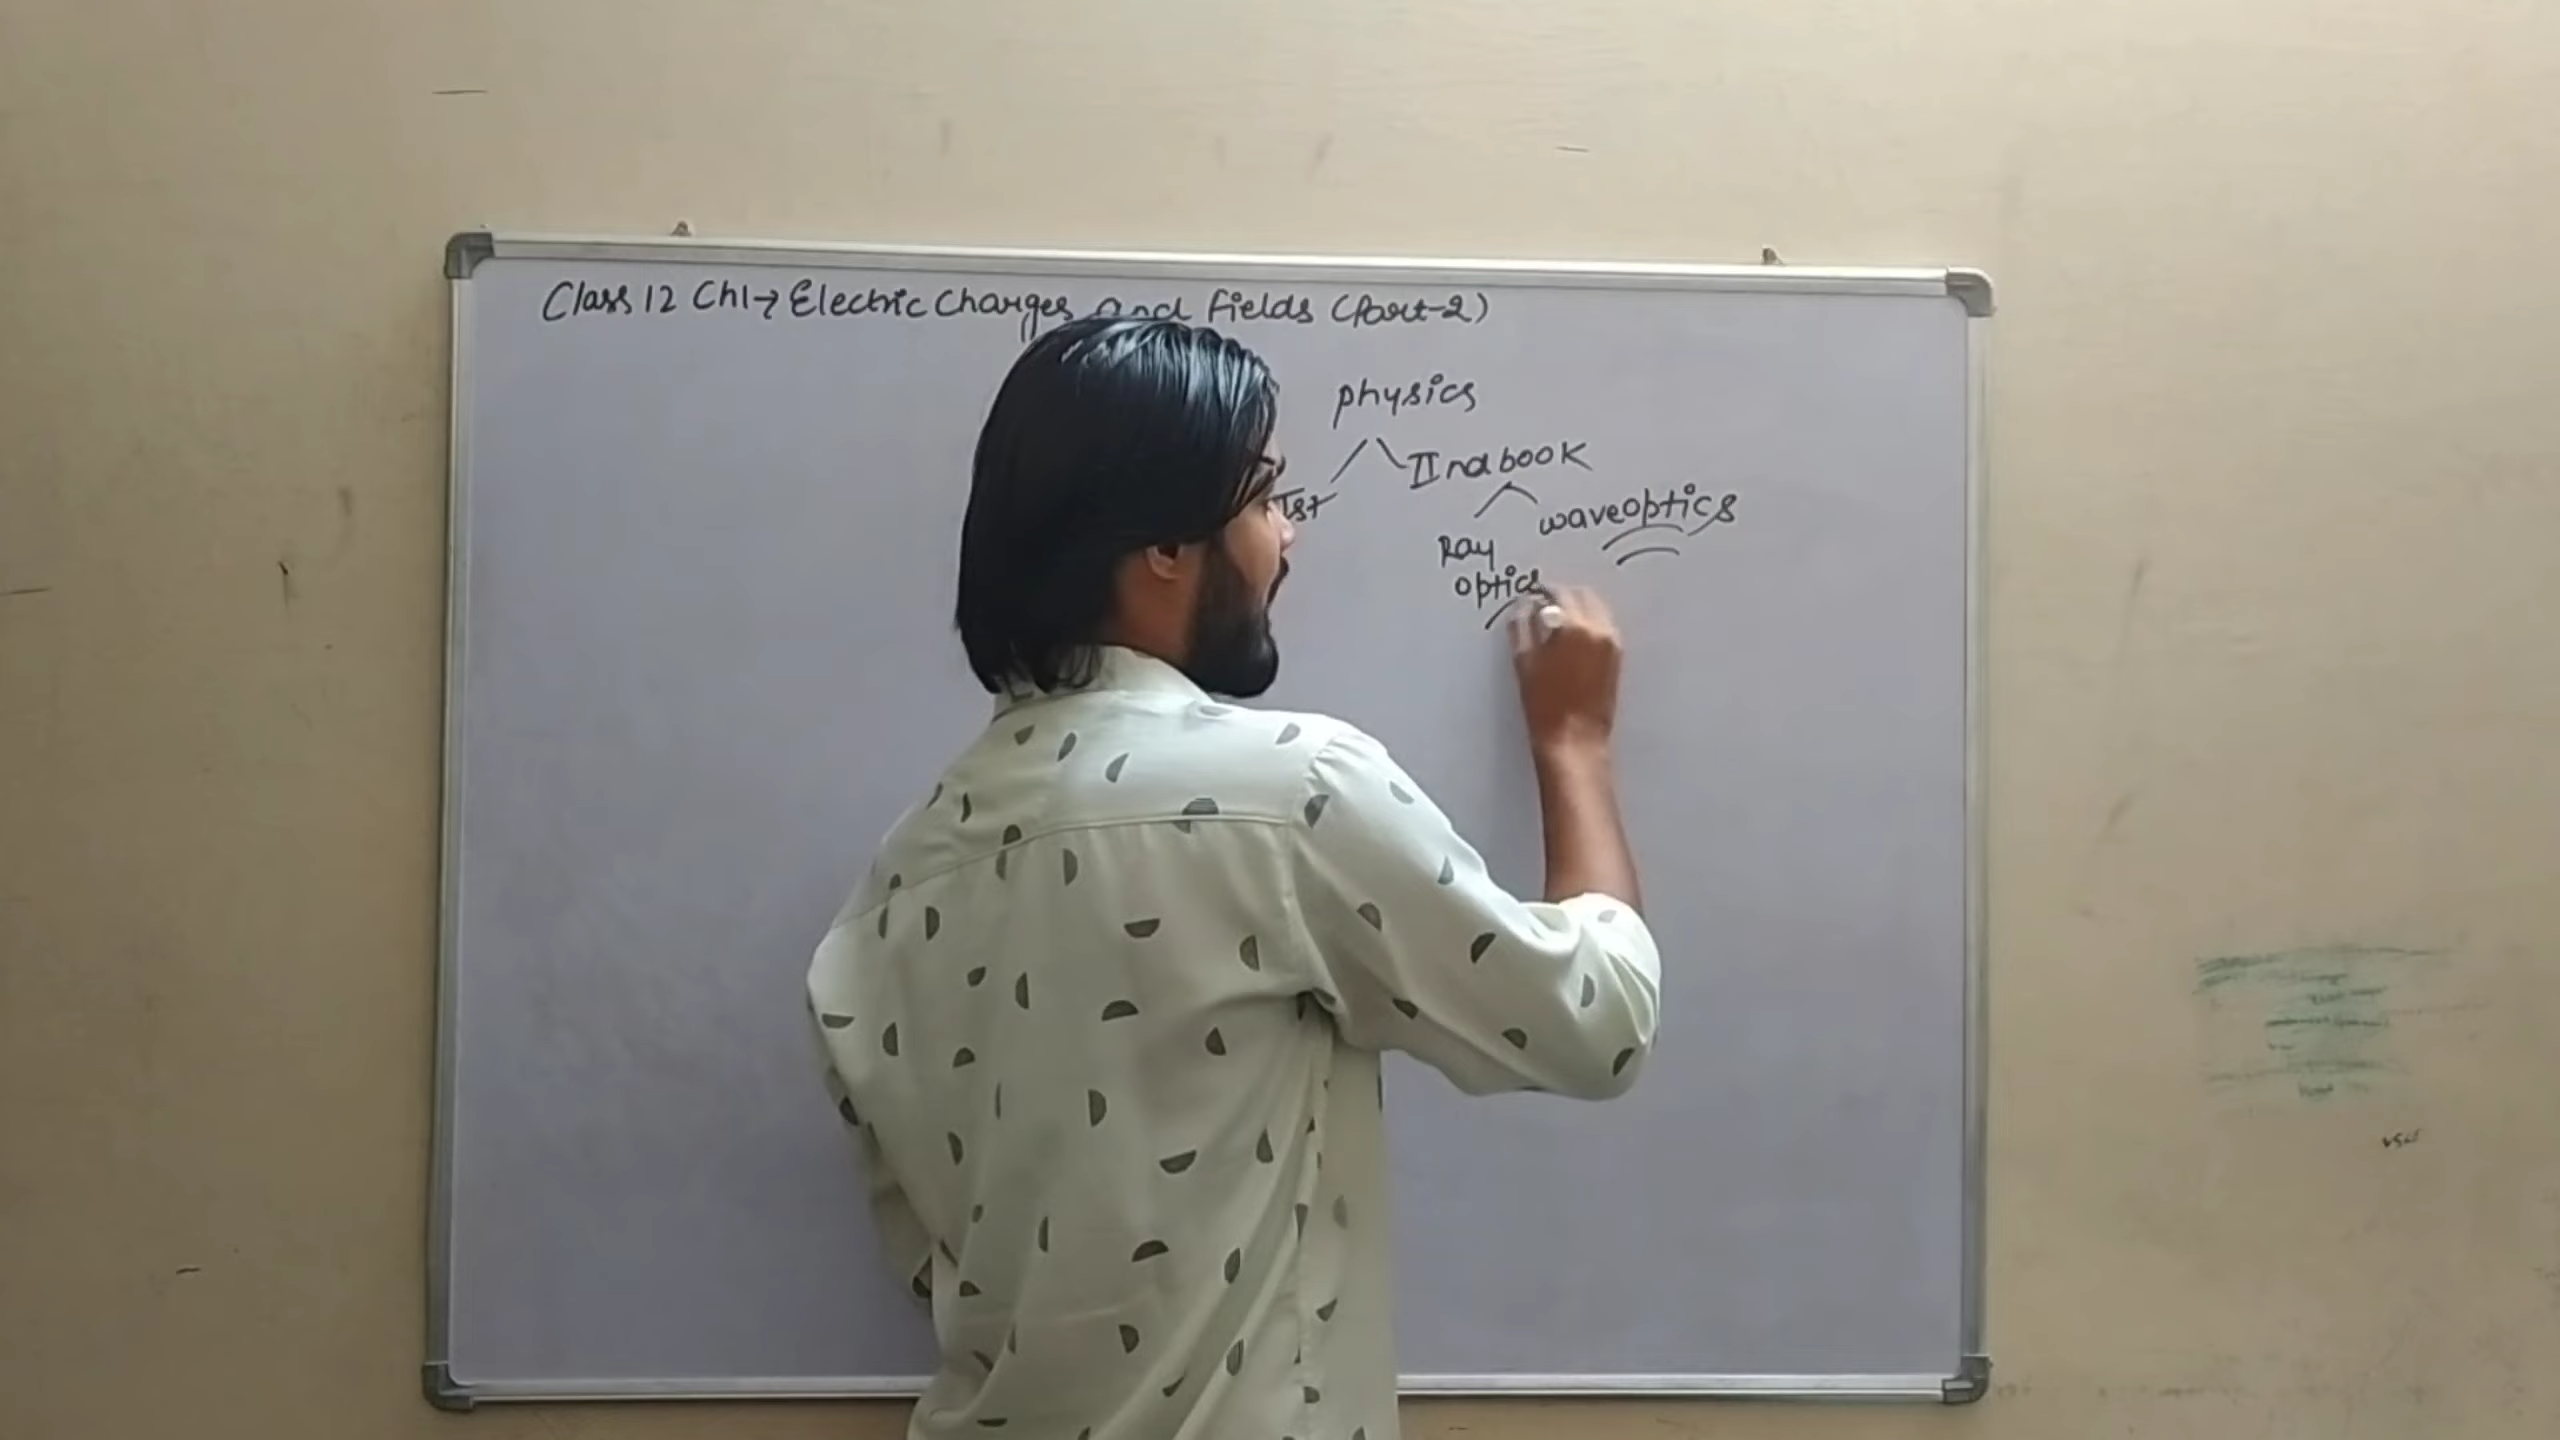 Class 12 Ch1→ Electric Charges and Fields (Part-2)
physics
IInd book
Ist
waveoptics
Ray
optics